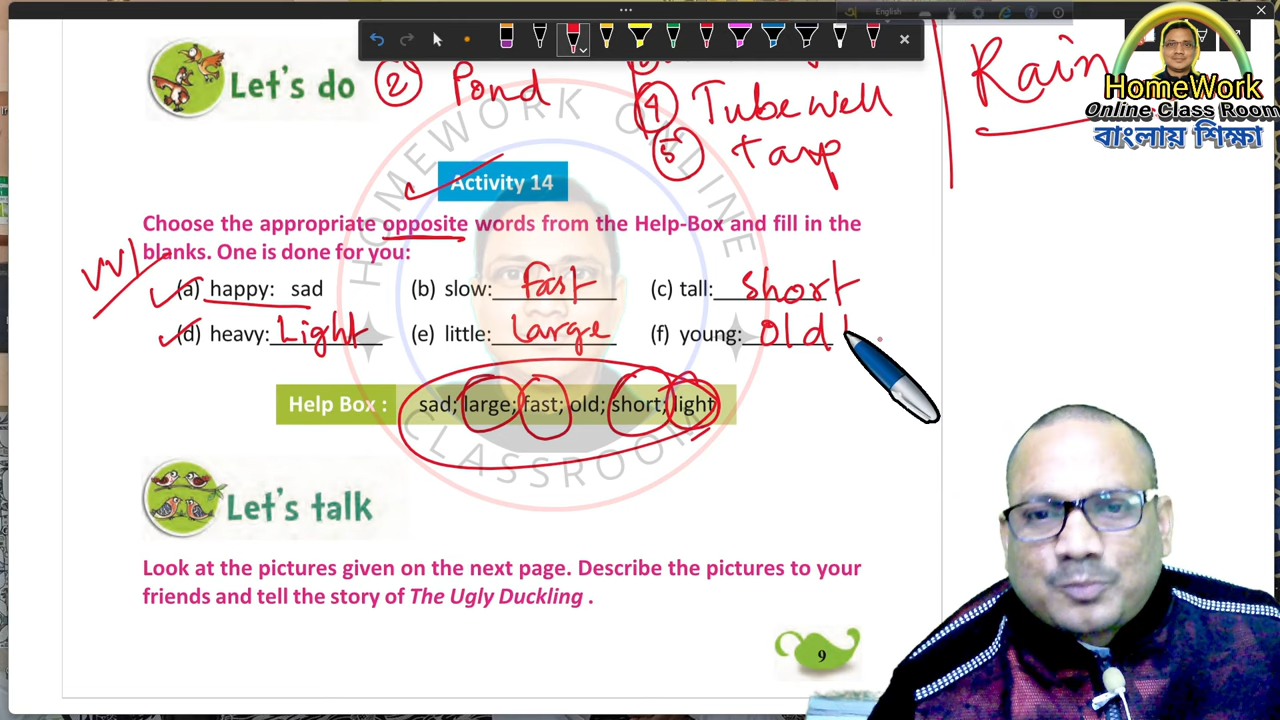 English
Let's do
② Pond
④ Tubewell
Rain
HomeWork
Online Class Room
বাংলায় শিক্ষা
⑤ tap
HOMEWORK ONLINE CLASSROOM
Activity 14
Choose the appropriate opposite words from the Help-Box and fill in the
blanks. One is done for you:
(a) happy: sad (b) slow: fast (c) tall: short
(d) heavy: Light (e) little: large (f) young: old
Help Box : sad; large; fast; old; short; light
Let's talk
Look at the pictures given on the next page. Describe the pictures to your
friends and tell the story of The Ugly Duckling .
9